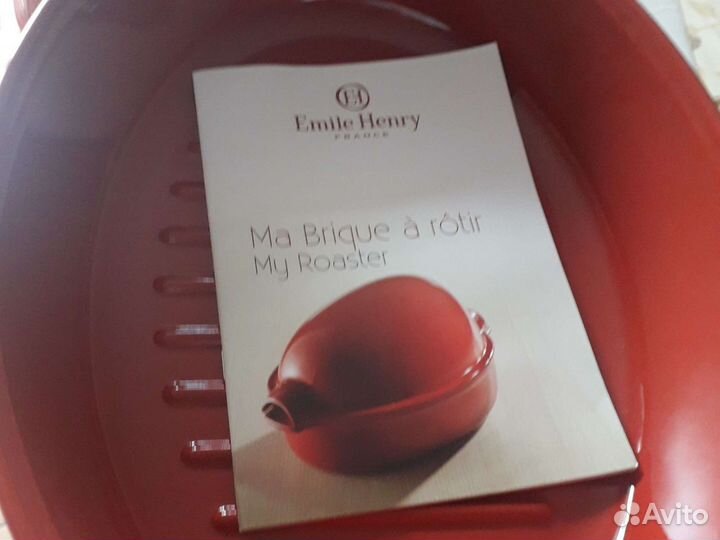 EH
Emile Henry
FRANCE
Ma Brique à rôtir
My Roaster
Avito